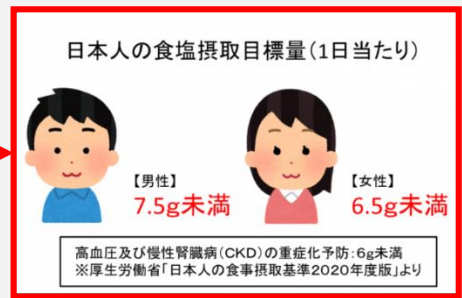 日本人の食塩摂取目標量(1日当たり)
【男性】
7.5g未満
【女性】
6.5g未満
高血圧及び慢性腎臓病(CKD)の重症化予防:6g未満
※厚生労働省「日本人の食事摂取基準2020年度版」より